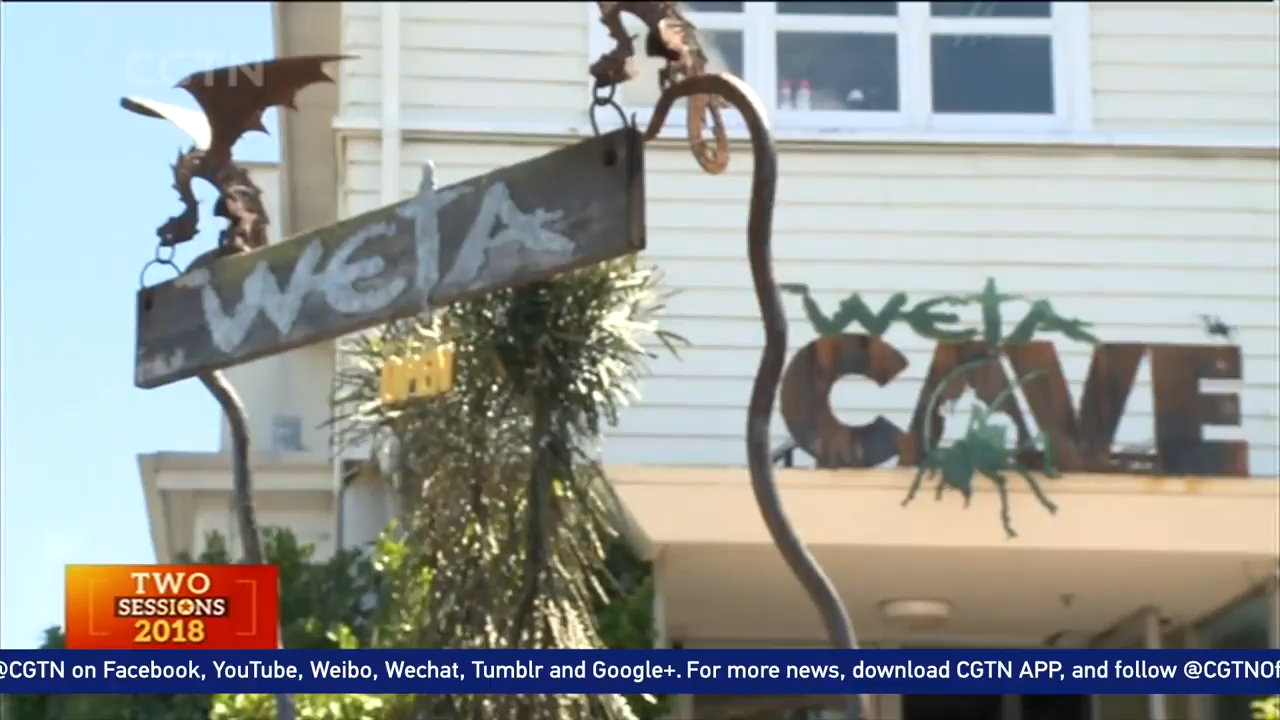 CGTN
WETA
WETA
CAVE
TWO
SESSIONS
2018
@CGTN on Facebook, YouTube, Weibo, Wechat, Tumblr and Google+. For more news, download CGTN APP, and follow @CGTNOf